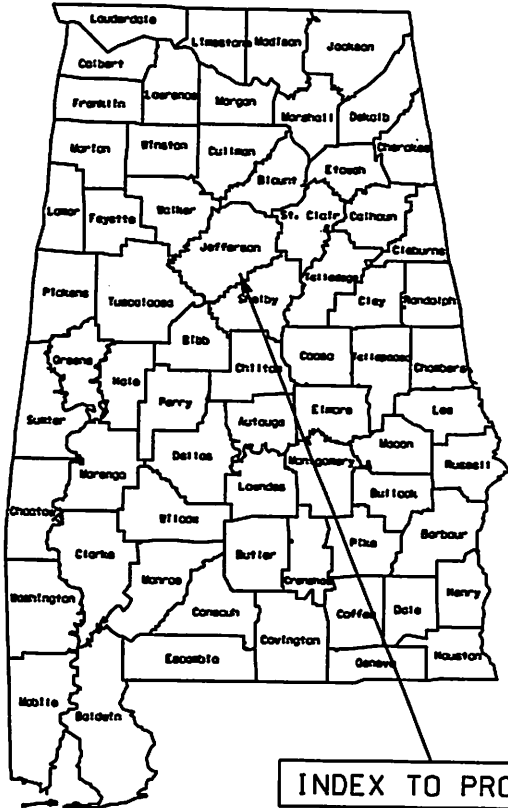 Lauderdale
Limestone
Madison
Jackson
Colbert
Lawrence
Franklin
Morgan
Marshall
Dekalb
Cherokee
Marion
Winston
Cullman
Blount
Etowah
Lamar
Fayette
Walker
St. Clair
Calhoun
Jefferson
Cleburne
Pickens
Tuscaloosa
Shelby
Talladega
Clay
Randolph
Bibb
Greene
Hale
Chilton
Coosa
Tallapoosa
Chambers
Perry
Sumter
Autauga
Elmore
Lee
Macon
Dallas
Montgomery
Russell
Marengo
Lowndes
Bullock
Choctaw
Wilcox
Clarke
Butler
Pike
Barbour
Monroe
Crenshaw
Washington
Conecuh
Coffee
Dale
Henry
Covington
Escambia
Geneva
Houston
Mobile
Baldwin
INDEX TO PRO